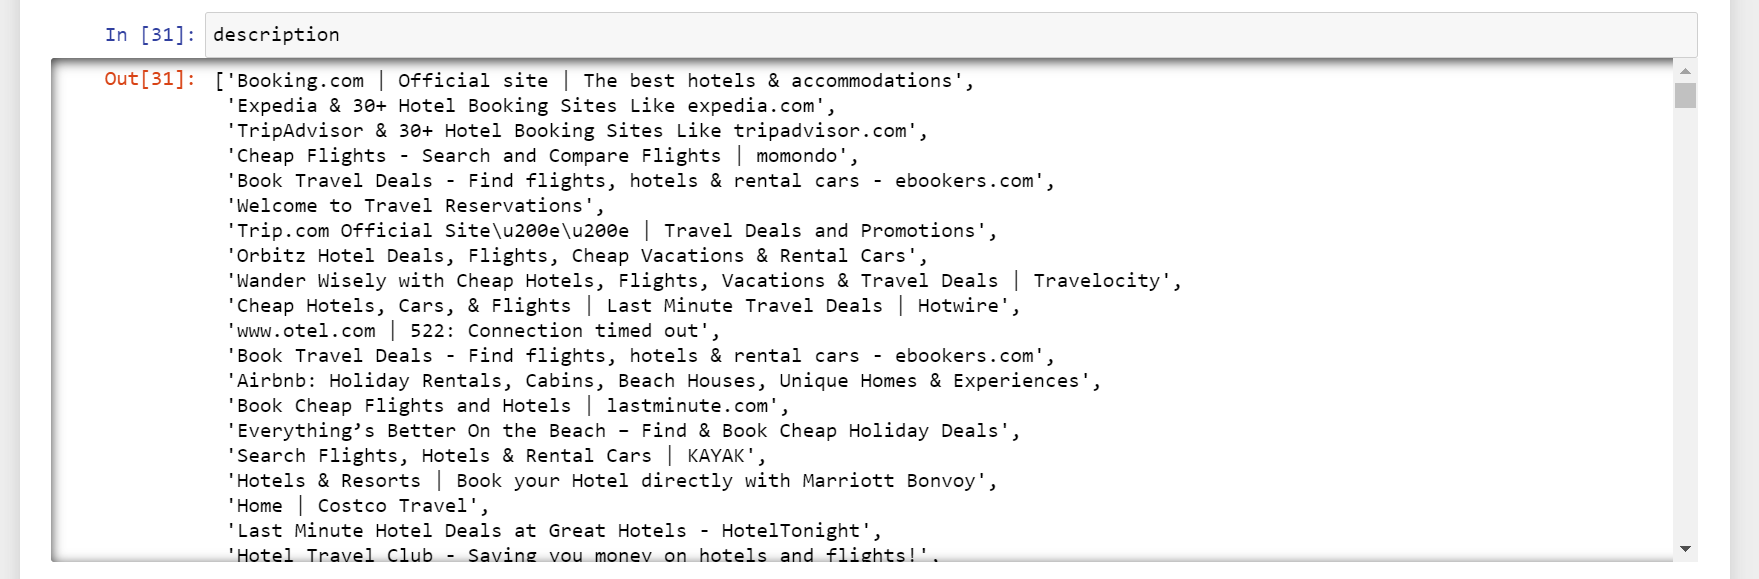 In [31]: description
Out[31]: ['Booking.com | Official site | The best hotels & accommodations',
'Expedia & 30+ Hotel Booking Sites Like expedia.com',
'TripAdvisor & 30+ Hotel Booking Sites Like tripadvisor.com',
'Cheap Flights - Search and Compare Flights | momondo',
'Book Travel Deals - Find flights, hotels & rental cars - ebookers.com',
'Welcome to Travel Reservations',
'Trip.com Official Site\u200e\u200e | Travel Deals and Promotions',
'Orbitz Hotel Deals, Flights, Cheap Vacations & Rental Cars',
'Wander Wisely with Cheap Hotels, Flights, Vacations & Travel Deals | Travelocity',
'Cheap Hotels, Cars, & Flights | Last Minute Travel Deals | Hotwire',
'www.otel.com | 522: Connection timed out',
'Book Travel Deals - Find flights, hotels & rental cars - ebookers.com',
'Airbnb: Holiday Rentals, Cabins, Beach Houses, Unique Homes & Experiences',
'Book Cheap Flights and Hotels | lastminute.com',
'Everything’s Better On the Beach – Find & Book Cheap Holiday Deals',
'Search Flights, Hotels & Rental Cars | KAYAK',
'Hotels & Resorts | Book your Hotel directly with Marriott Bonvoy',
'Home | Costco Travel',
'Last Minute Hotel Deals at Great Hotels - HotelTonight',
'Hotel Travel Club - Saving you money on hotels and flights!',